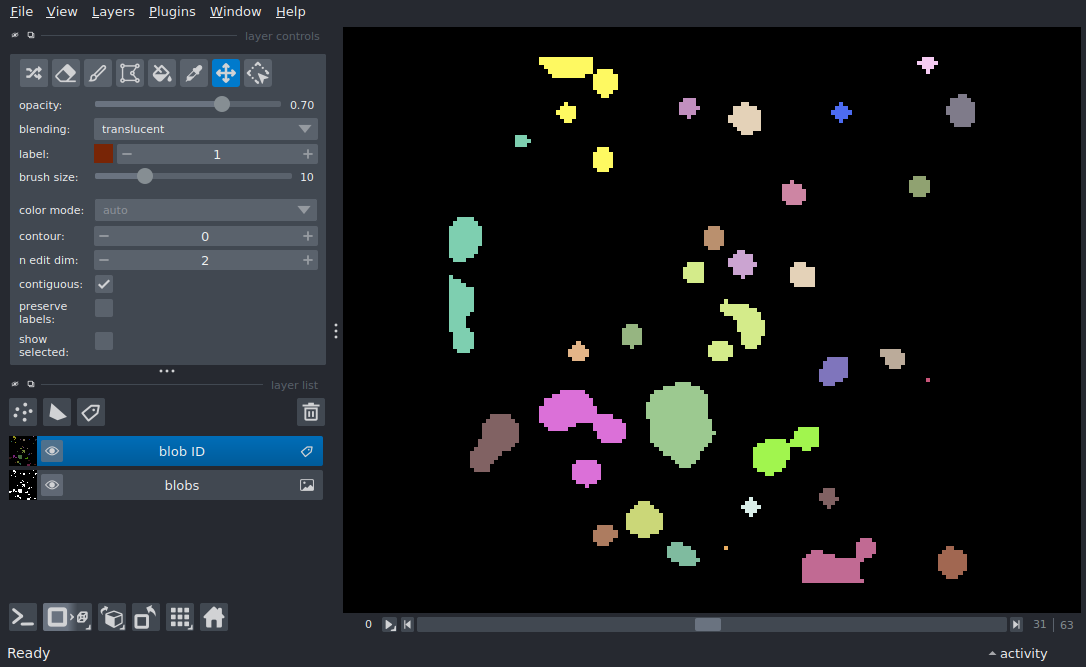 File View Layers Plugins Window Help
layer controls
opacity: 0.70
blending: translucent
label: 1
brush size: 10
color mode: auto
contour: 0
n edit dim: 2
contiguous:
preserve
labels:
show
selected:
layer list
blob ID
blobs
0 31 63
Ready activity